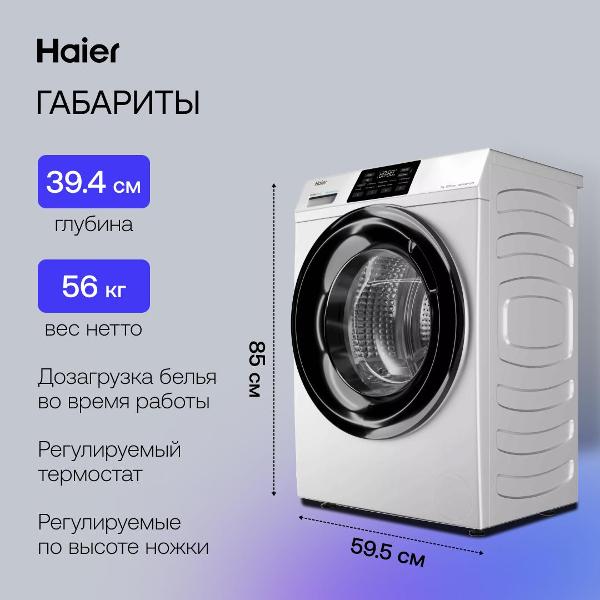 Haier
ГАБАРИТЫ
39.4 см
глубина
56 кг
вес нетто
Дозагрузка белья
во время работы
Регулируемый
термостат
Регулируемые
по высоте ножки
85 см
59.5 см
Haier